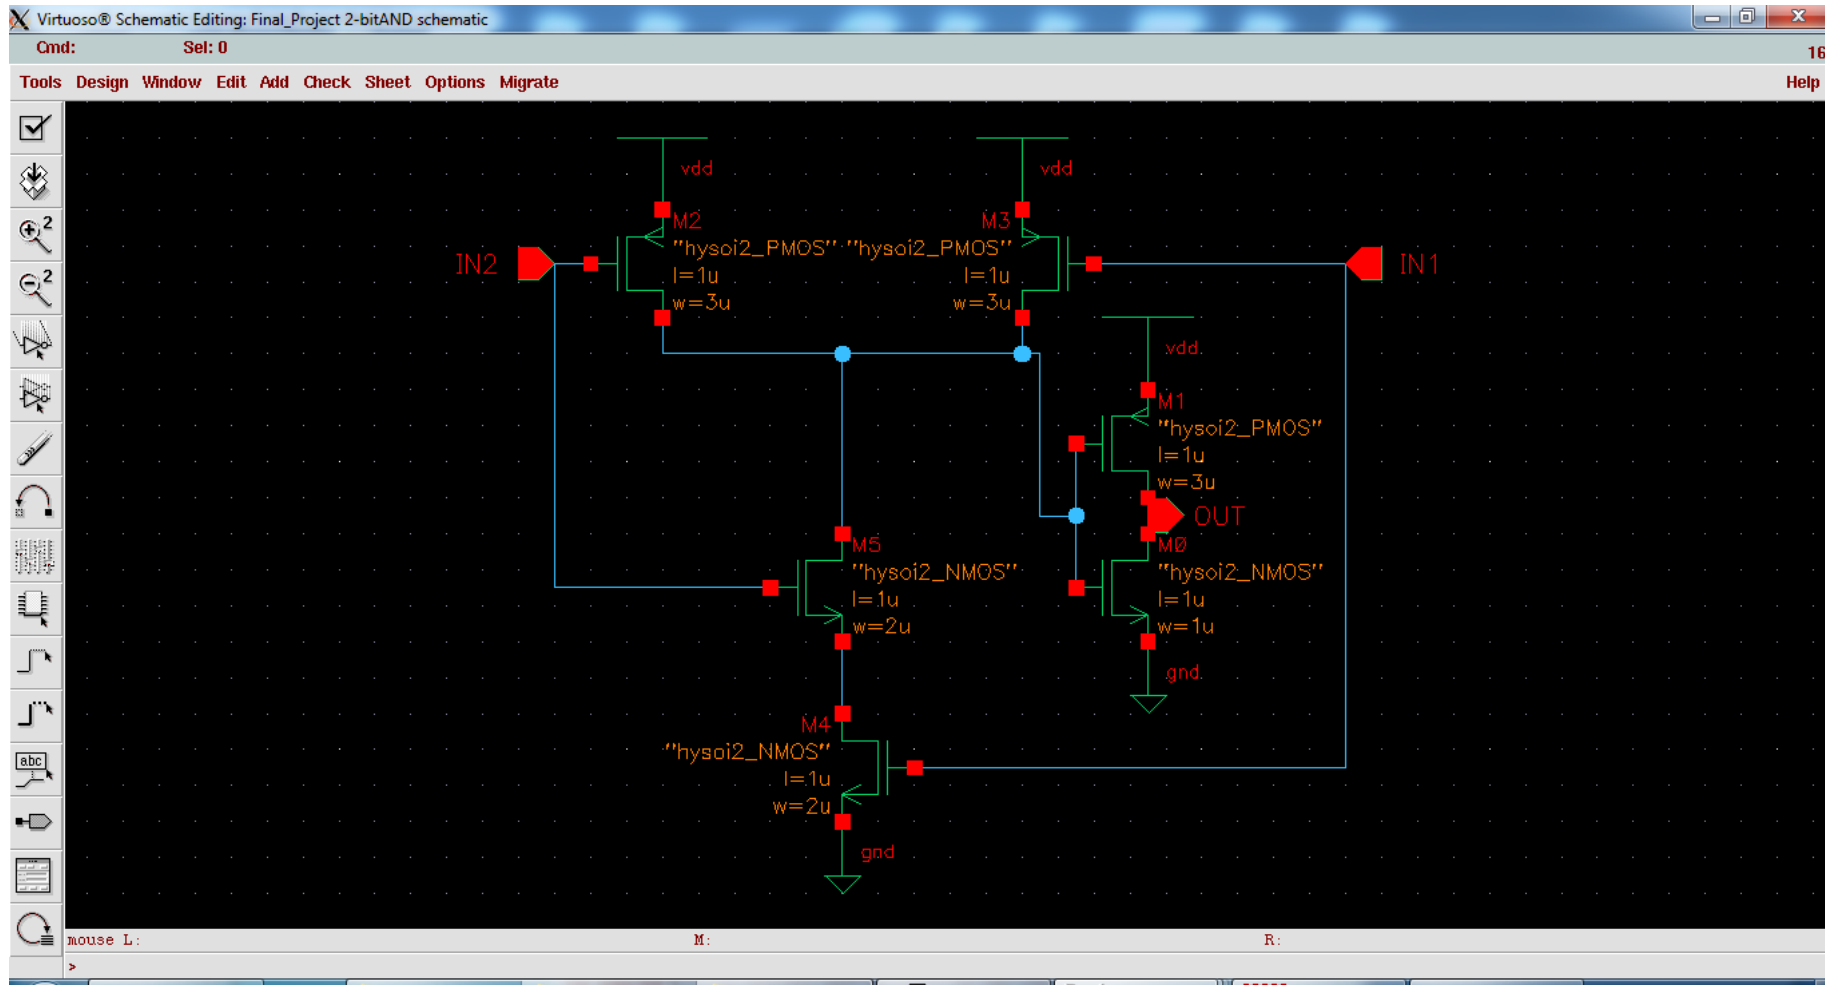 Virtuoso® Schematic Editing: Final_Project 2-bitAND schematic
Cmd: Sel: 0
16
Tools Design Window Edit Add Check Sheet Options Migrate Help
vdd
vdd
M2
M3
"hysoi2_PMOS"
"hysoi2_PMOS"
IN2
IN1
l=1u
l=1u
w=3u
w=3u
vdd
M1
"hysoi2_PMOS"
l=1u
w=3u
OUT
M5
M0
"hysoi2_NMOS"
"hysoi2_NMOS"
l=1u
l=1u
w=2u
w=1u
gnd
M4
"hysoi2_NMOS"
l=1u
w=2u
gnd
2
2
abc
mouse L: M: R:
>